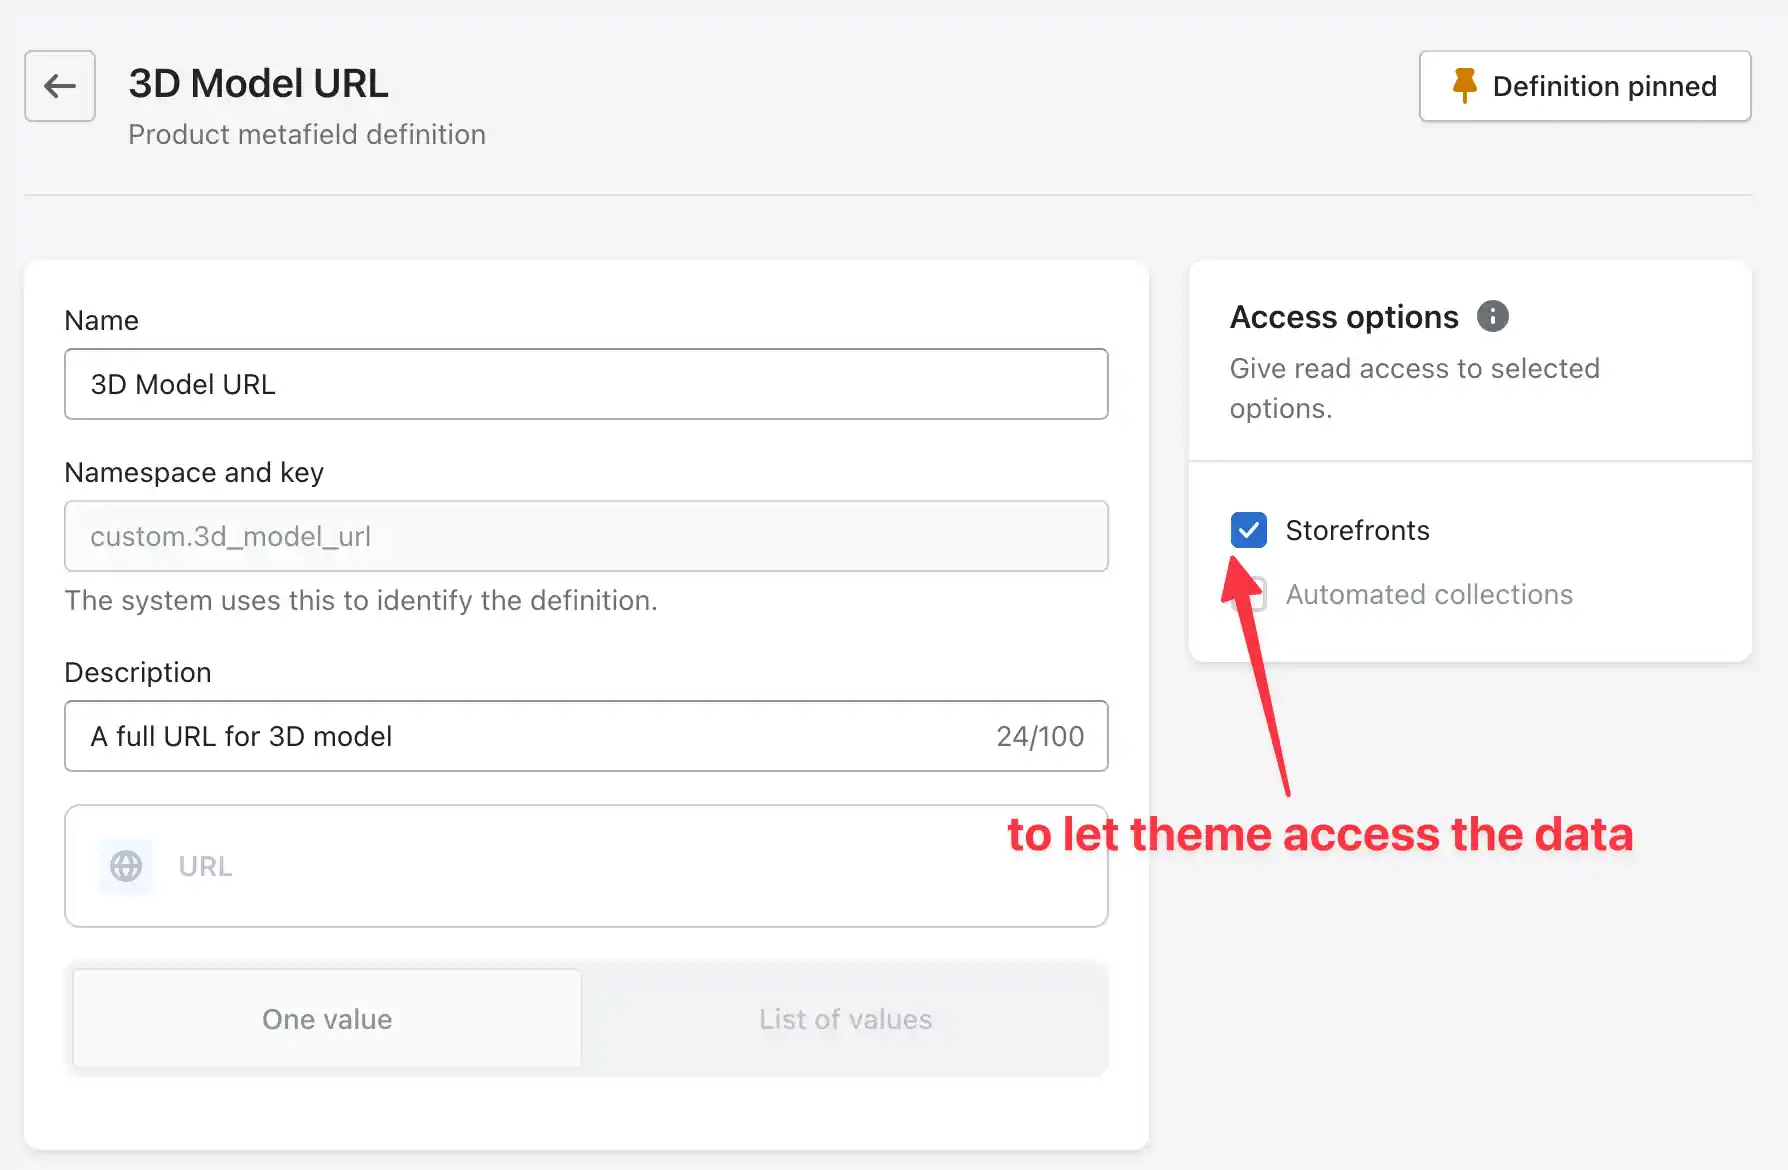 3D Model URL
Product metafield definition
Definition pinned
Name
3D Model URL
Namespace and key
custom.3d_model_url
The system uses this to identify the definition.
Description
A full URL for 3D model
24/100
URL
One value
List of values
Access options
Give read access to selected
options.
Storefronts
Automated collections
to let theme access the data